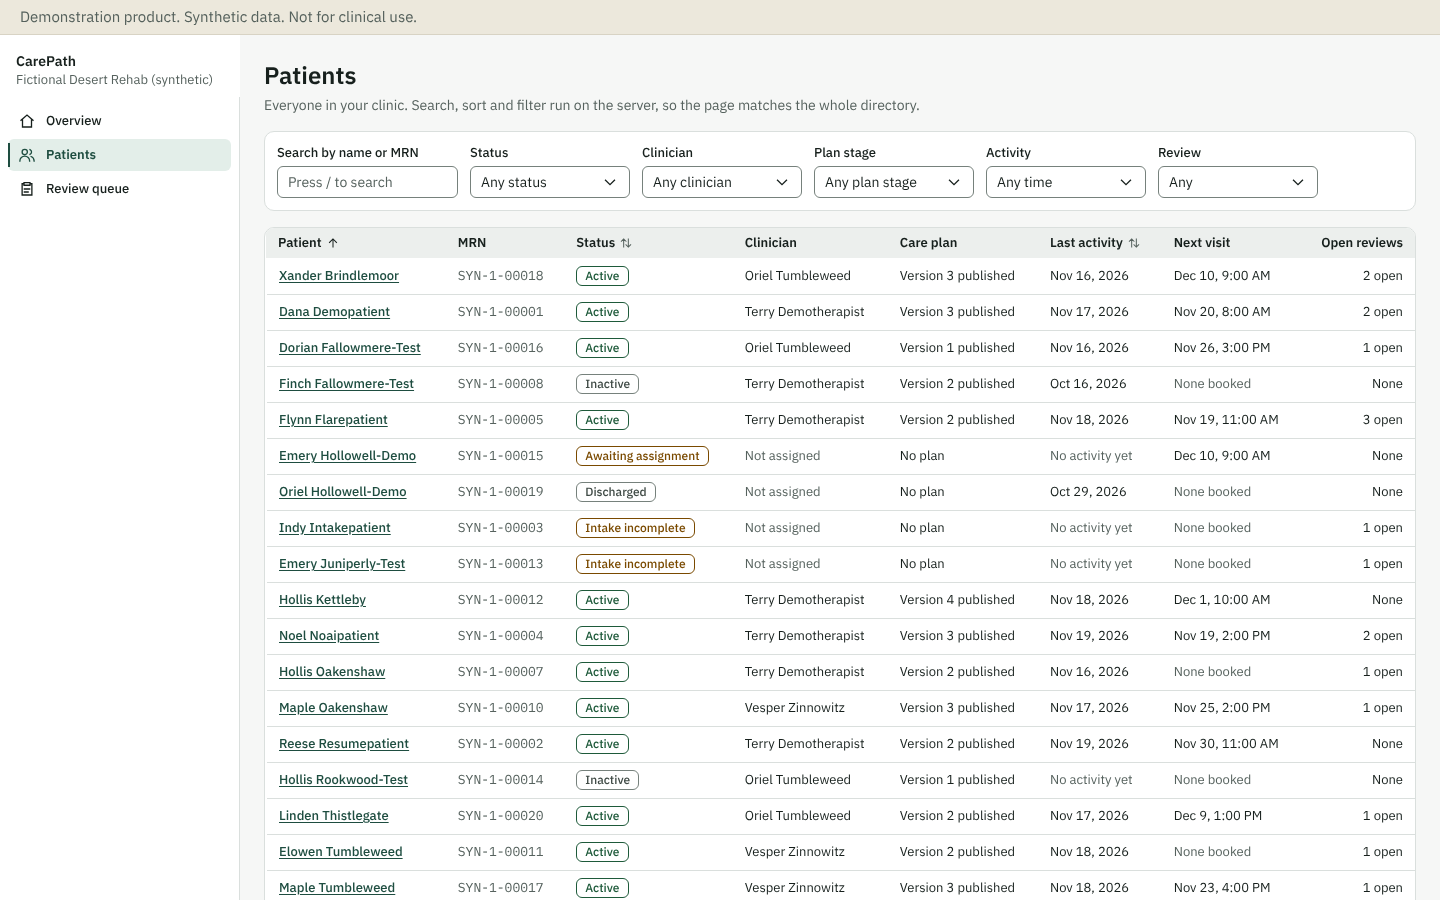 Demonstration product. Synthetic data. Not for clinical use.
CarePath
Fictional Desert Rehab (synthetic)
Overview
Patients
Review queue
Patients
Everyone in your clinic. Search, sort and filter run on the server, so the page matches the whole directory.
Search by name or MRN Status Clinician Plan stage Activity Review
Press / to search Any status Any clinician Any plan stage Any time Any
Patient MRN Status Clinician Care plan Last activity Next visit Open reviews
Xander Brindlemoor SYN-1-00018 Active Oriel Tumbleweed Version 3 published Nov 16, 2026 Dec 10, 9:00 AM 2 open
Dana Demopatient SYN-1-00001 Active Terry Demotherapist Version 3 published Nov 17, 2026 Nov 20, 8:00 AM 2 open
Dorian Fallowmere-Test SYN-1-00016 Active Oriel Tumbleweed Version 1 published Nov 16, 2026 Nov 26, 3:00 PM 1 open
Finch Fallowmere-Test SYN-1-00008 Inactive Terry Demotherapist Version 2 published Oct 16, 2026 None booked None
Flynn Flarepatient SYN-1-00005 Active Terry Demotherapist Version 2 published Nov 18, 2026 Nov 19, 11:00 AM 3 open
Emery Hollowell-Demo SYN-1-00015 Awaiting assignment Not assigned No plan No activity yet Dec 10, 9:00 AM None
Oriel Hollowell-Demo SYN-1-00019 Discharged Not assigned No plan Oct 29, 2026 None booked None
Indy Intakepatient SYN-1-00003 Intake incomplete Not assigned No plan No activity yet None booked 1 open
Emery Juniperly-Test SYN-1-00013 Intake incomplete Not assigned No plan No activity yet None booked 1 open
Hollis Kettleby SYN-1-00012 Active Terry Demotherapist Version 4 published Nov 18, 2026 Dec 1, 10:00 AM None
Noel Noaipatient SYN-1-00004 Active Terry Demotherapist Version 3 published Nov 19, 2026 Nov 19, 2:00 PM 2 open
Hollis Oakenshaw SYN-1-00007 Active Terry Demotherapist Version 2 published Nov 16, 2026 None booked 1 open
Maple Oakenshaw SYN-1-00010 Active Vesper Zinnowitz Version 3 published Nov 17, 2026 Nov 25, 2:00 PM 1 open
Reese Resumepatient SYN-1-00002 Active Terry Demotherapist Version 2 published Nov 19, 2026 Nov 30, 11:00 AM None
Hollis Rookwood-Test SYN-1-00014 Inactive Oriel Tumbleweed Version 1 published No activity yet None booked None
Linden Thistlegate SYN-1-00020 Active Oriel Tumbleweed Version 2 published Nov 17, 2026 Dec 9, 1:00 PM 1 open
Elowen Tumbleweed SYN-1-00011 Active Vesper Zinnowitz Version 2 published Nov 18, 2026 None booked 1 open
Maple Tumbleweed SYN-1-00017 Active Vesper Zinnowitz Version 3 published Nov 18, 2026 Nov 23, 4:00 PM 1 open